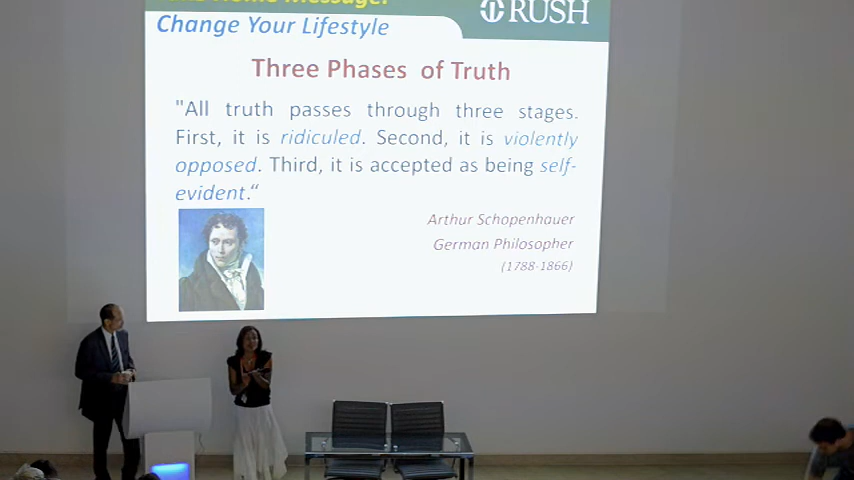 Message:
RUSH
Change Your Lifestyle
Three Phases of Truth
"All truth passes through three stages.
First, it is ridiculed. Second, it is violently
opposed. Third, it is accepted as being self-
evident.“
Arthur Schopenhauer
German Philosopher
(1788-1866)